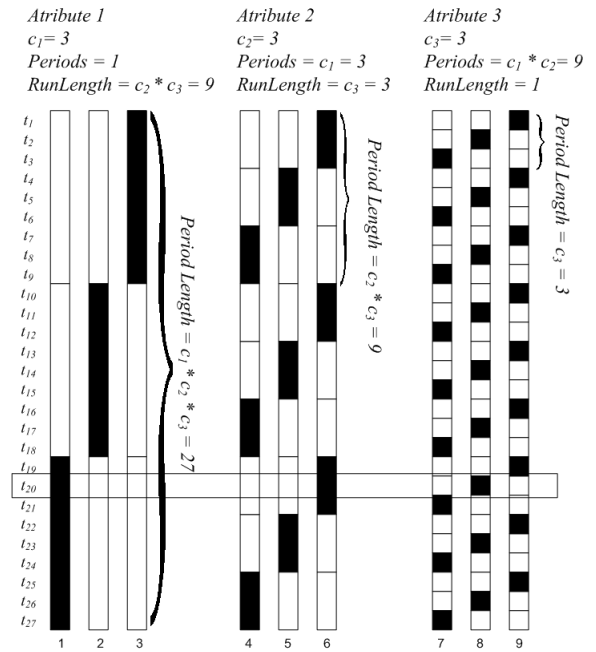 Atribute 1
c1= 3
Periods = 1
RunLength = c2 * c3 = 9
Atribute 2
c2= 3
Periods = c1 = 3
RunLength = c3 = 3
Atribute 3
c3= 3
Periods = c1 * c2= 9
RunLength = 1
t1
t2
t3
t4
t5
t6
t7
t8
t9
t10
t11
t12
t13
t14
t15
t16
t17
t18
t19
t20
t21
t22
t23
t24
t25
t26
t27
Period Length = c1 * c2 * c3 = 27
Period Length = c2 * c3 = 9
Period Length = c3 = 3
1 2 3 4 5 6 7 8 9